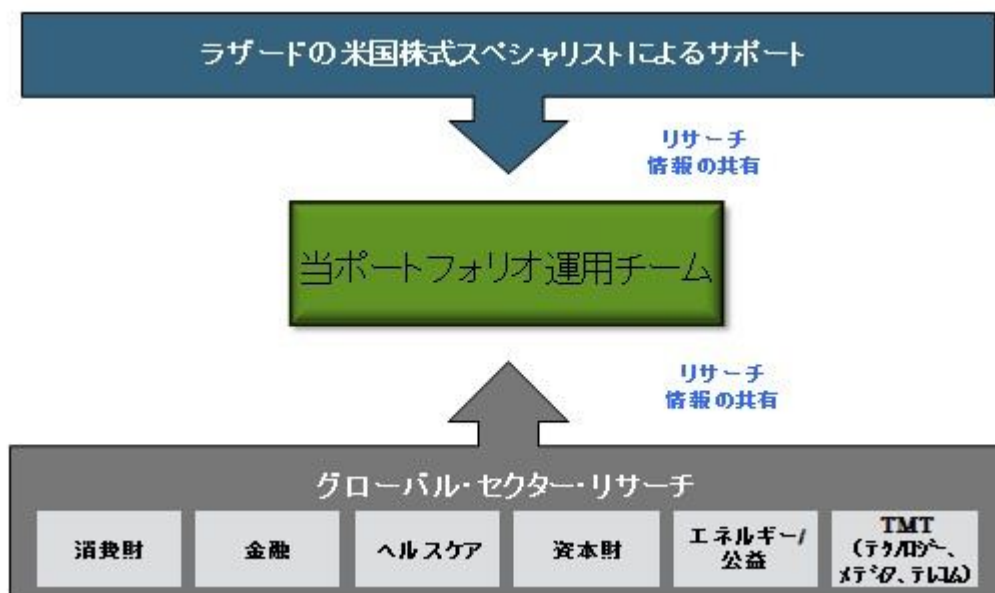 ラザードの米国株式スペシャリストによるサポート
リサーチ
情報の共有
当ポートフォリオ運用チーム
リサーチ
情報の共有
グローバル・セクター・リサーチ
消費財
金融
ヘルスケア
資本財
エネルギー/
公益
TMT
(テクノロジー、
メディア、テレコム)